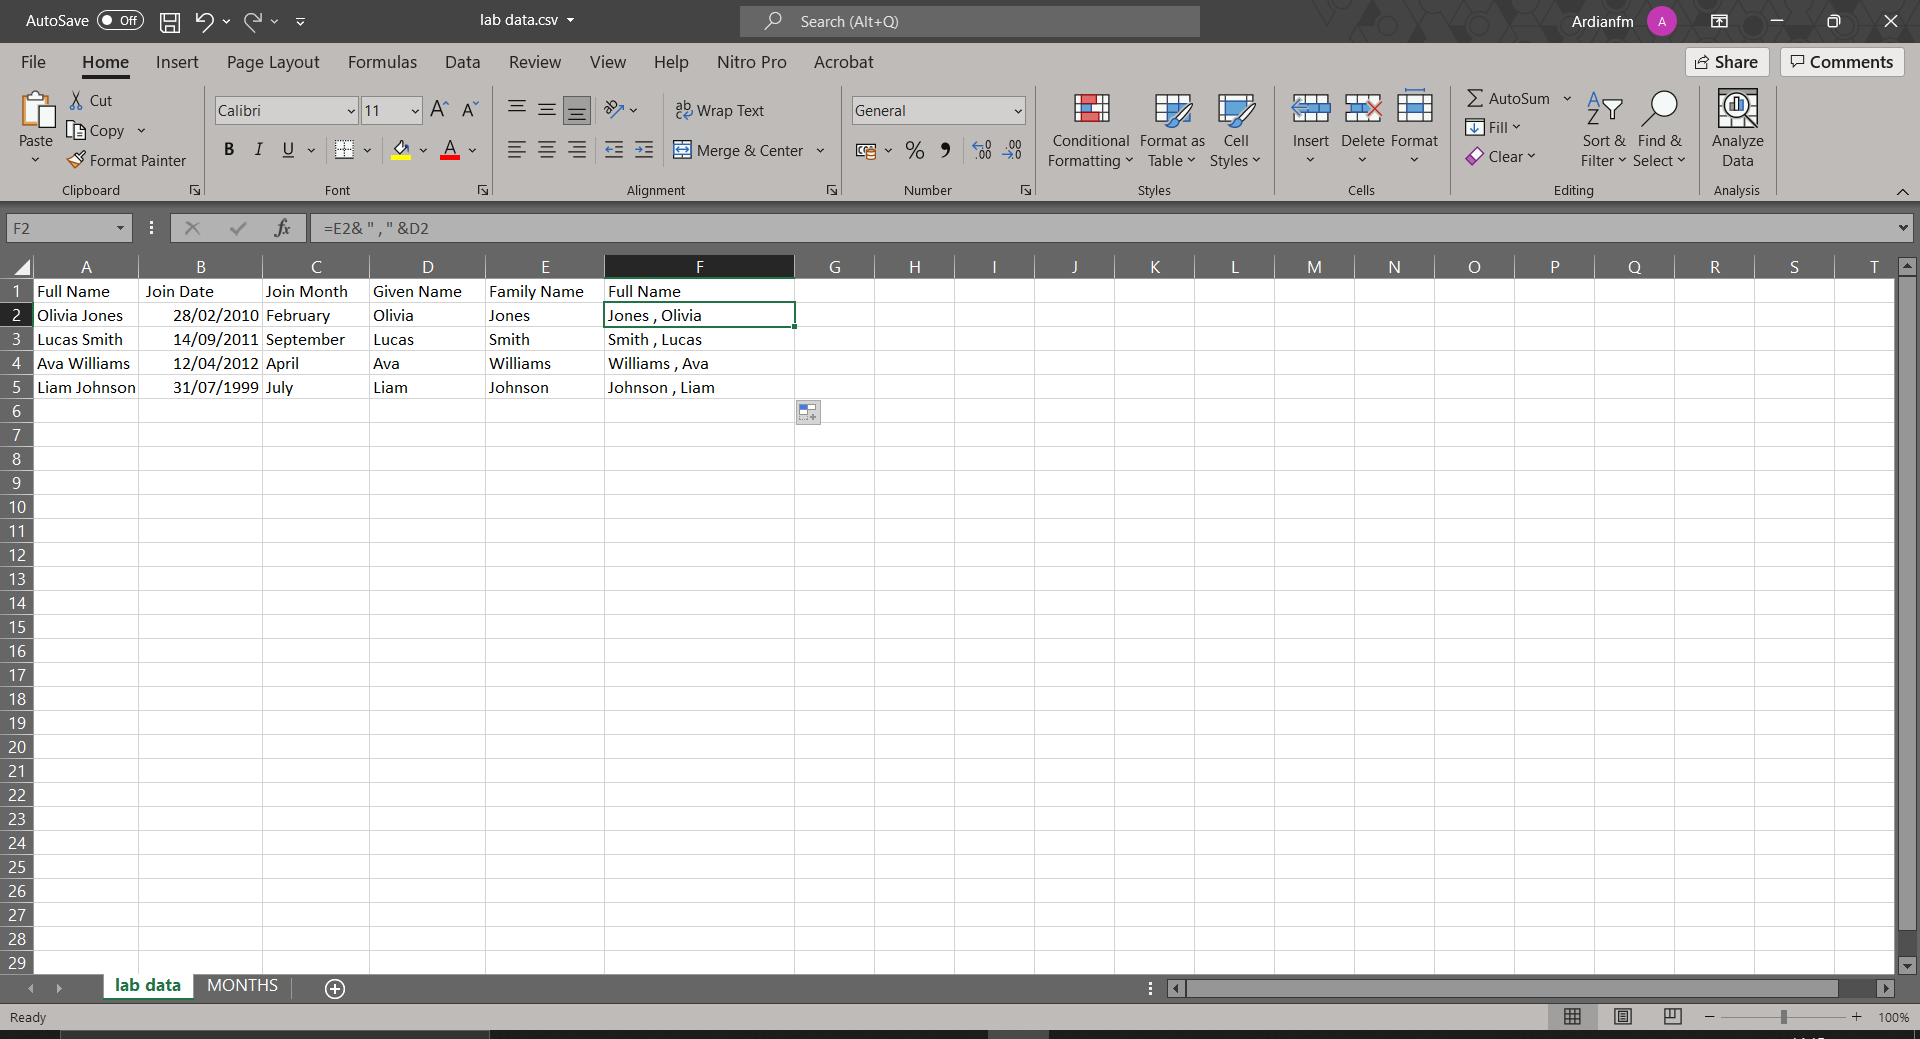 AutoSave Off lab data.csv Search (Alt+Q) Ardianfm A
File Home Insert Page Layout Formulas Data Review View Help Nitro Pro Acrobat Share Comments
Paste
Cut
Copy
Format Painter
Clipboard
Calibri 11
B I U A
Font
ab Wrap Text
Merge & Center
Alignment
General
% .00 .00
Number
Conditional Formatting
Format as Table
Cell Styles
Styles
Insert Delete Format
Cells
AutoSum
Fill
Clear
Sort & Filter
Find & Select
Editing
Analyze Data
Analysis
F2 fx =E2& " , " &D2
A B C D E F G H I J K L M N O P Q R S T
1 Full Name Join Date Join Month Given Name Family Name Full Name
2 Olivia Jones 28/02/2010 February Olivia Jones Jones , Olivia
3 Lucas Smith 14/09/2011 September Lucas Smith Smith , Lucas
4 Ava Williams 12/04/2012 April Ava Williams Williams , Ava
5 Liam Johnson 31/07/1999 July Liam Johnson Johnson , Liam
6
7
8
9
10
11
12
13
14
15
16
17
18
19
20
21
22
23
24
25
26
27
28
29
lab data MONTHS
Ready 100%